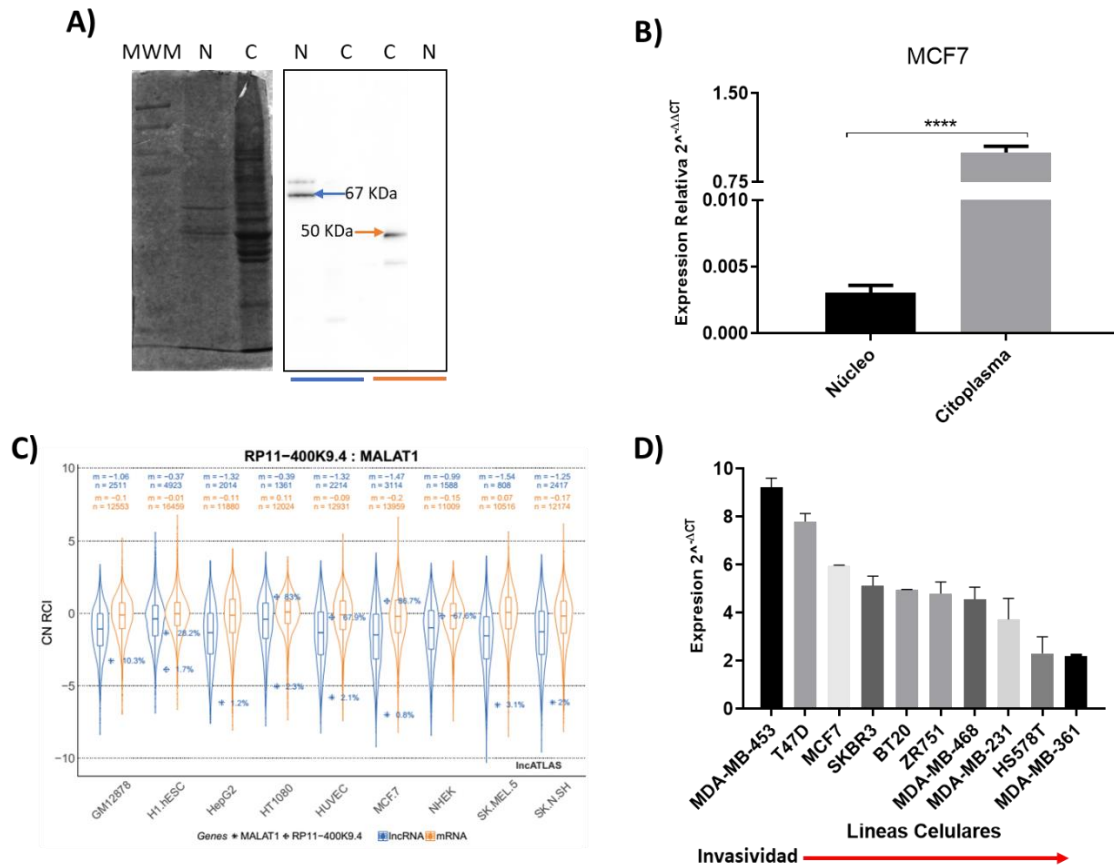 A)
MWM N C N C C N
67 KDa
50 KDa
B)
MCF7
Expresion Relativa 2^-ΔΔCT
1.50
0.75
0.010
0.005
0.000
****
Núcleo
Citoplasma
C)
RP11−400K9.4 : MALAT1
CN RCI
10
5
0
−5
−10
m = −1.06 m = −0.37 m = −1.32 m = −0.39 m = −1.32 m = −1.47 m = −0.99 m = −1.54 m = −1.25
n = 2511 n = 4923 n = 2014 n = 1361 n = 2214 n = 3114 n = 1588 n = 808 n = 2417
m = −0.1 m = −0.01 m = −0.11 m = 0.11 m = −0.09 m = −0.2 m = −0.15 m = 0.07 m = −0.17
n = 12553 n = 16459 n = 11880 n = 12024 n = 12931 n = 13959 n = 11009 n = 10516 n = 12174
10.3%
28.2%
1.7%
1.2%
83%
2.3%
67.9%
2.1%
86.7%
0.8%
67.6%
3.1%
2%
lncATLAS
GM12878
H1.hESC
HepG2
HT1080
HUVEC
MCF.7
NHEK
SK.MEL.5
SK.N.SH
Genes MALAT1 RP11−400K9.4 lncRNA mRNA
D)
Expresion 2^-ΔCT
10
8
6
4
2
0
MDA-MB-453
T47D
MCF7
SKBR3
BT20
ZR751
MDA-MB-468
MDA-MB-231
HS578T
MDA-MB-361
Lineas Celulares
Invasividad